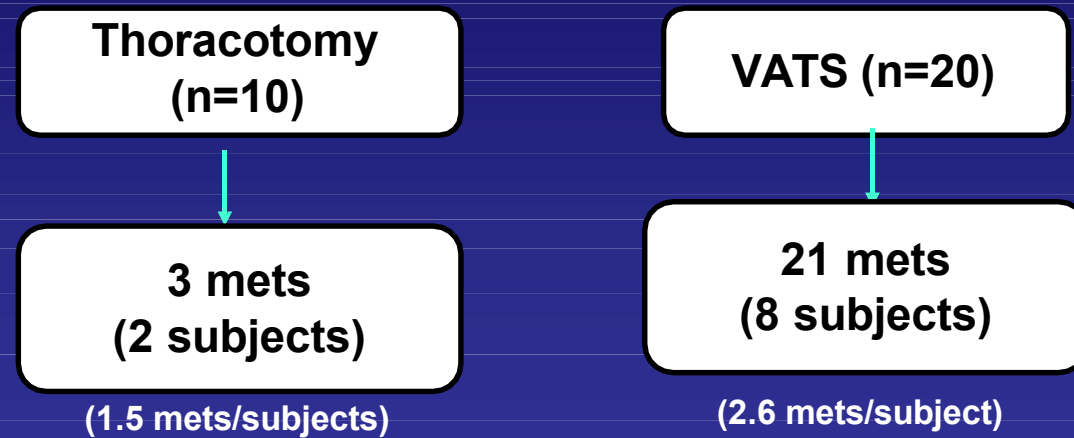 Thoracotomy
(n=10)
VATS (n=20)
3 mets
(2 subjects)
21 mets
(8 subjects)
(1.5 mets/subjects)
(2.6 mets/subject)